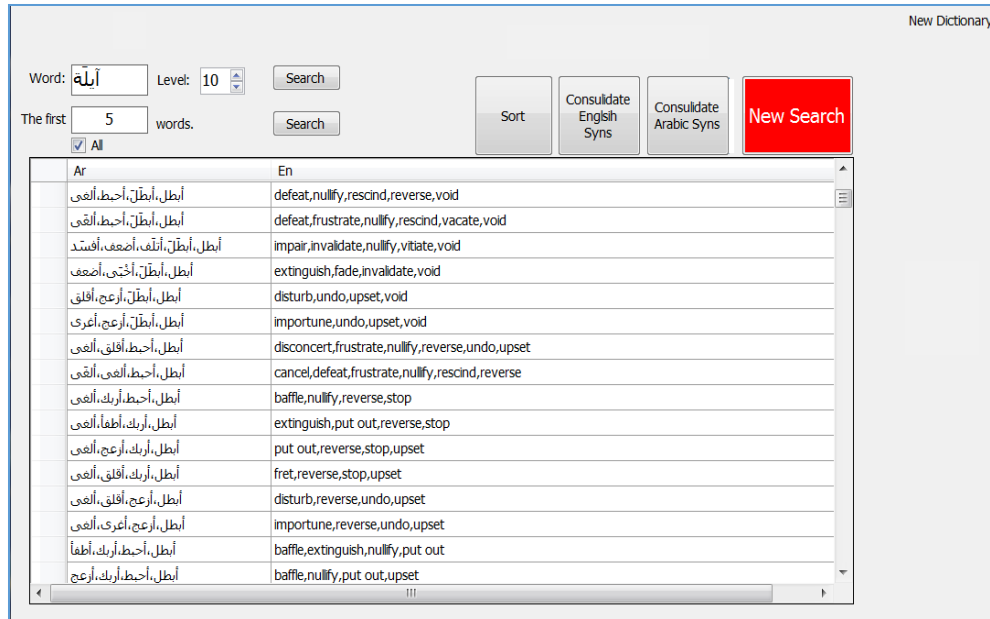 New Dictionary
Word: آيلَة Level: 10 Search
The first 5 words. Search
All
Sort
Consulidate Englsih Syns
Consulidate Arabic Syns
New Search
Ar En
أبطل,أبطَلَ,أحبط,ألغى defeat,nullify,rescind,reverse,void
أبطل,أبطَلَ,أحبط,ألغَى defeat,frustrate,nullify,rescind,vacate,void
أبطل,أبطَلَ,أتلَف,أضعف,أفسَد impair,invalidate,nullify,vitiate,void
أبطل,أبطَلَ,أخْبَى,أضعف extinguish,fade,invalidate,void
أبطل,أبطَلَ,أزعج,أقلق disturb,undo,upset,void
أبطل,أبطَلَ,أزعج,أغرى importune,undo,upset,void
أبطل,أحبط,أقلق,ألغى disconcert,frustrate,nullify,reverse,undo,upset
أبطل,أحبط,ألغى,ألغَى cancel,defeat,frustrate,nullify,rescind,reverse
أبطل,أحبط,أربك,ألغى baffle,nullify,reverse,stop
أبطل,أربك,أطفأ,ألغى extinguish,put out,reverse,stop
أبطل,أربك,أزعج,ألغى put out,reverse,stop,upset
أبطل,أربك,أقلق,ألغى fret,reverse,stop,upset
أبطل,أزعج,أقلق,ألغى disturb,reverse,undo,upset
أبطل,أزعج,أغرى,ألغى importune,reverse,undo,upset
أبطل,أحبط,أربك,أطفأ baffle,extinguish,nullify,put out
أبطل,أحبط,أربك,أزعج baffle,nullify,put out,upset